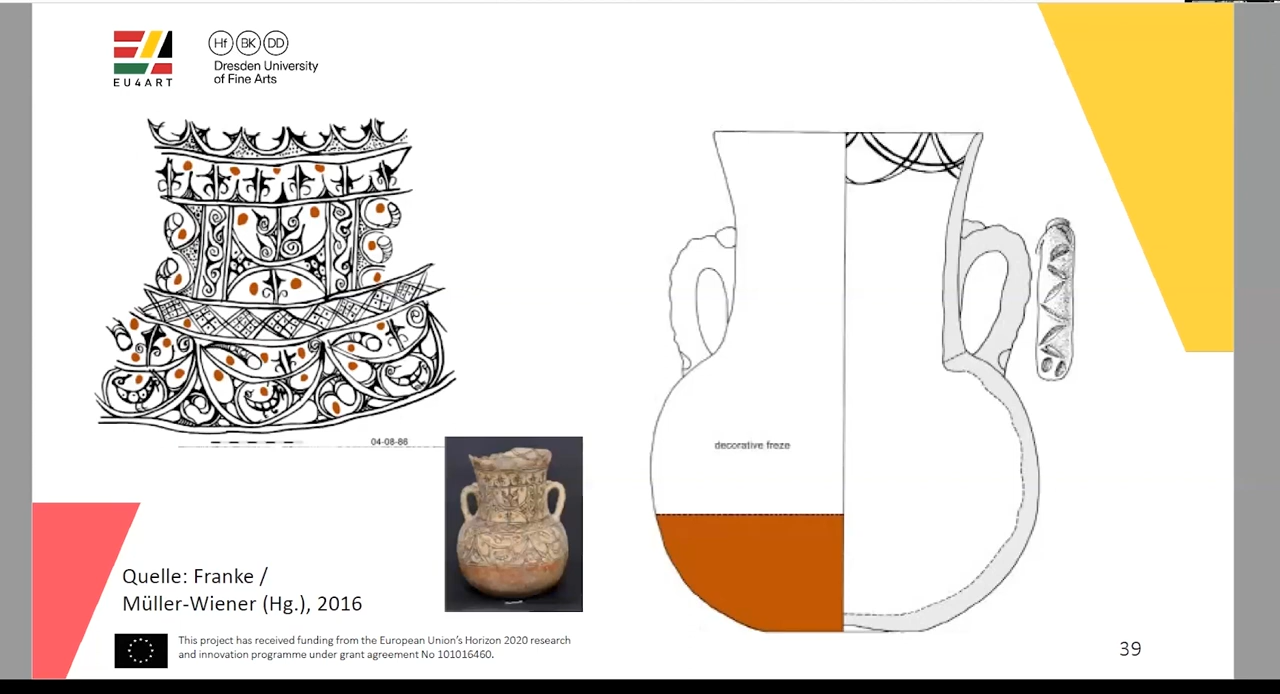 EU4ART
Hf BK DD
Dresden University
of Fine Arts
04-08-86
decorative freze
Quelle: Franke /
Müller-Wiener (Hg.), 2016
This project has received funding from the European Union's Horizon 2020 research
and innovation programme under grant agreement No 101016460.
39